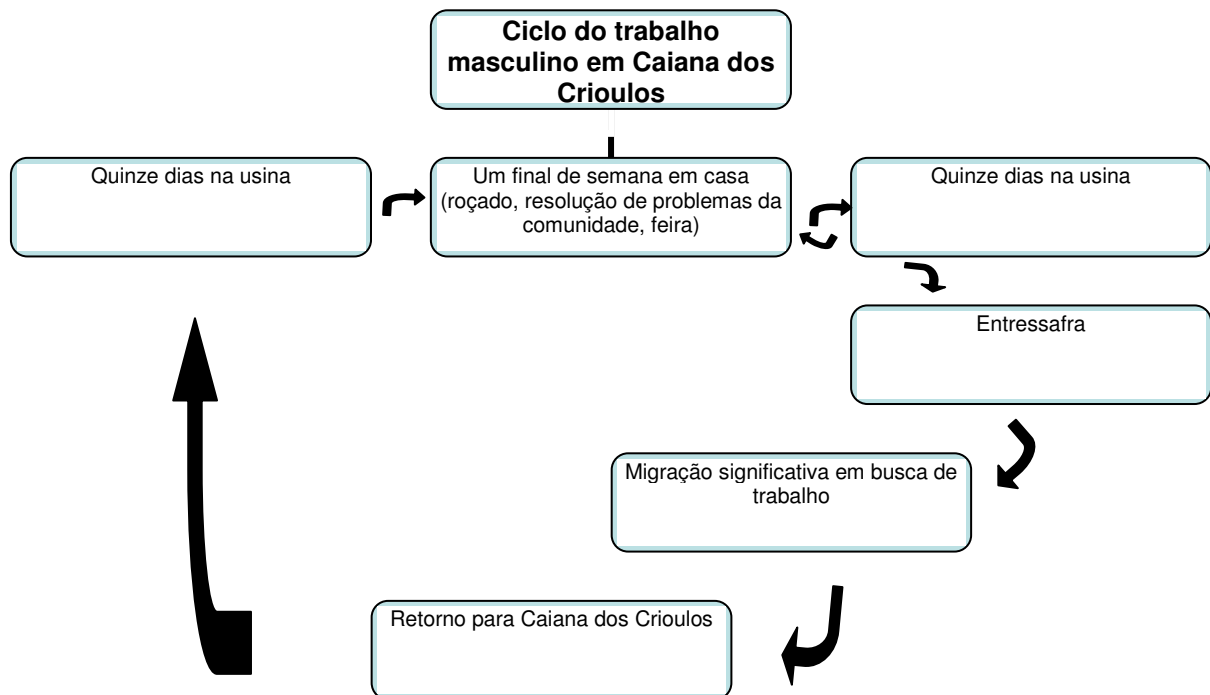 Ciclo do trabalho
masculino em Caiana dos
Crioulos
Quinze dias na usina
Um final de semana em casa
(roçado, resolução de problemas da
comunidade, feira)
Quinze dias na usina
Entressafra
Migração significativa em busca de
trabalho
Retorno para Caiana dos Crioulos